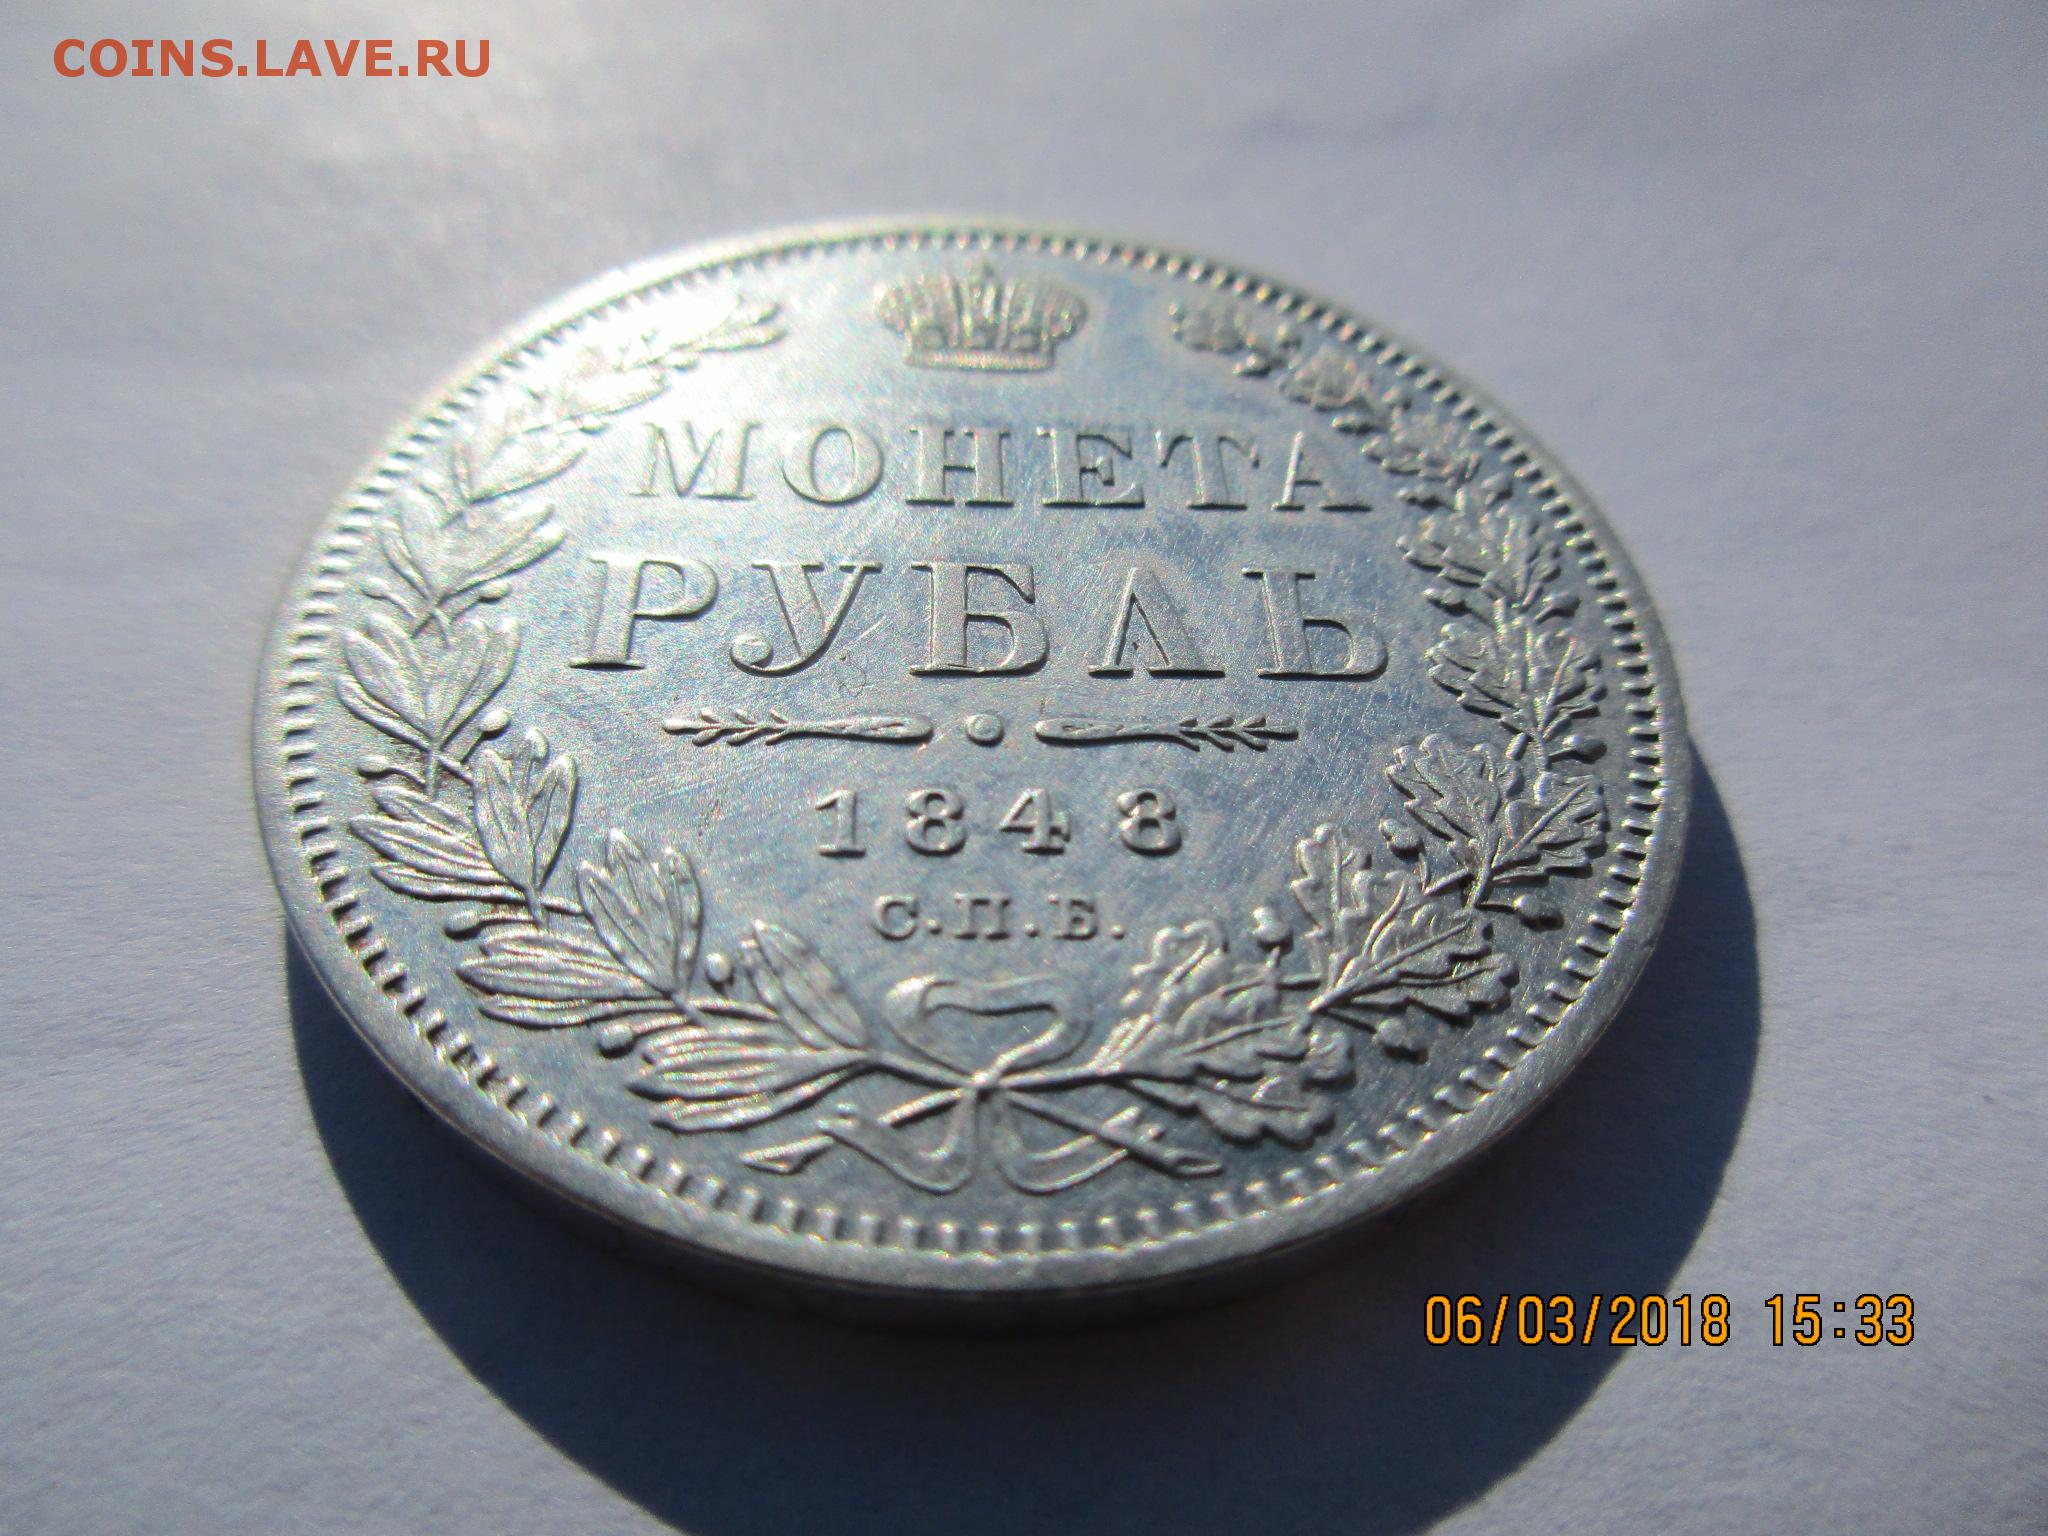 COINS.LAVE.RU
МОНЕТА
РУБЛЬ
1848
С.П.Б.
06/03/2018 15:33